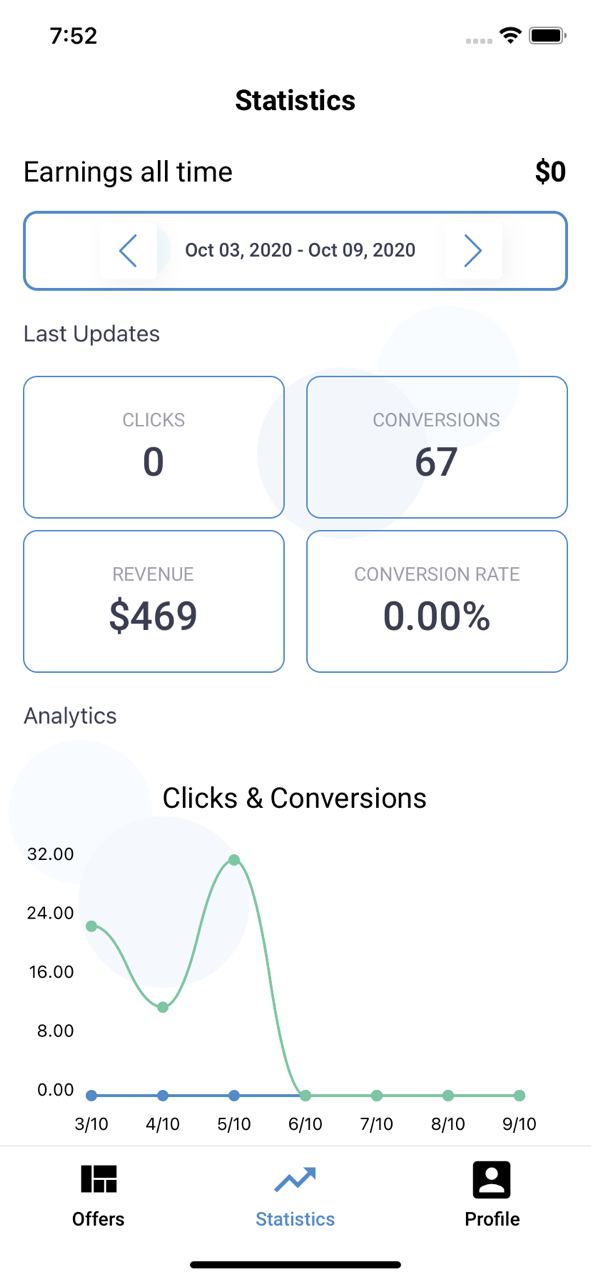 7:52
Statistics
Earnings all time $0
Oct 03, 2020 - Oct 09, 2020
Last Updates
CLICKS
0
CONVERSIONS
67
REVENUE
$469
CONVERSION RATE
0.00%
Analytics
Clicks & Conversions
32.00
24.00
16.00
8.00
0.00
3/10 4/10 5/10 6/10 7/10 8/10 9/10
Offers Statistics Profile